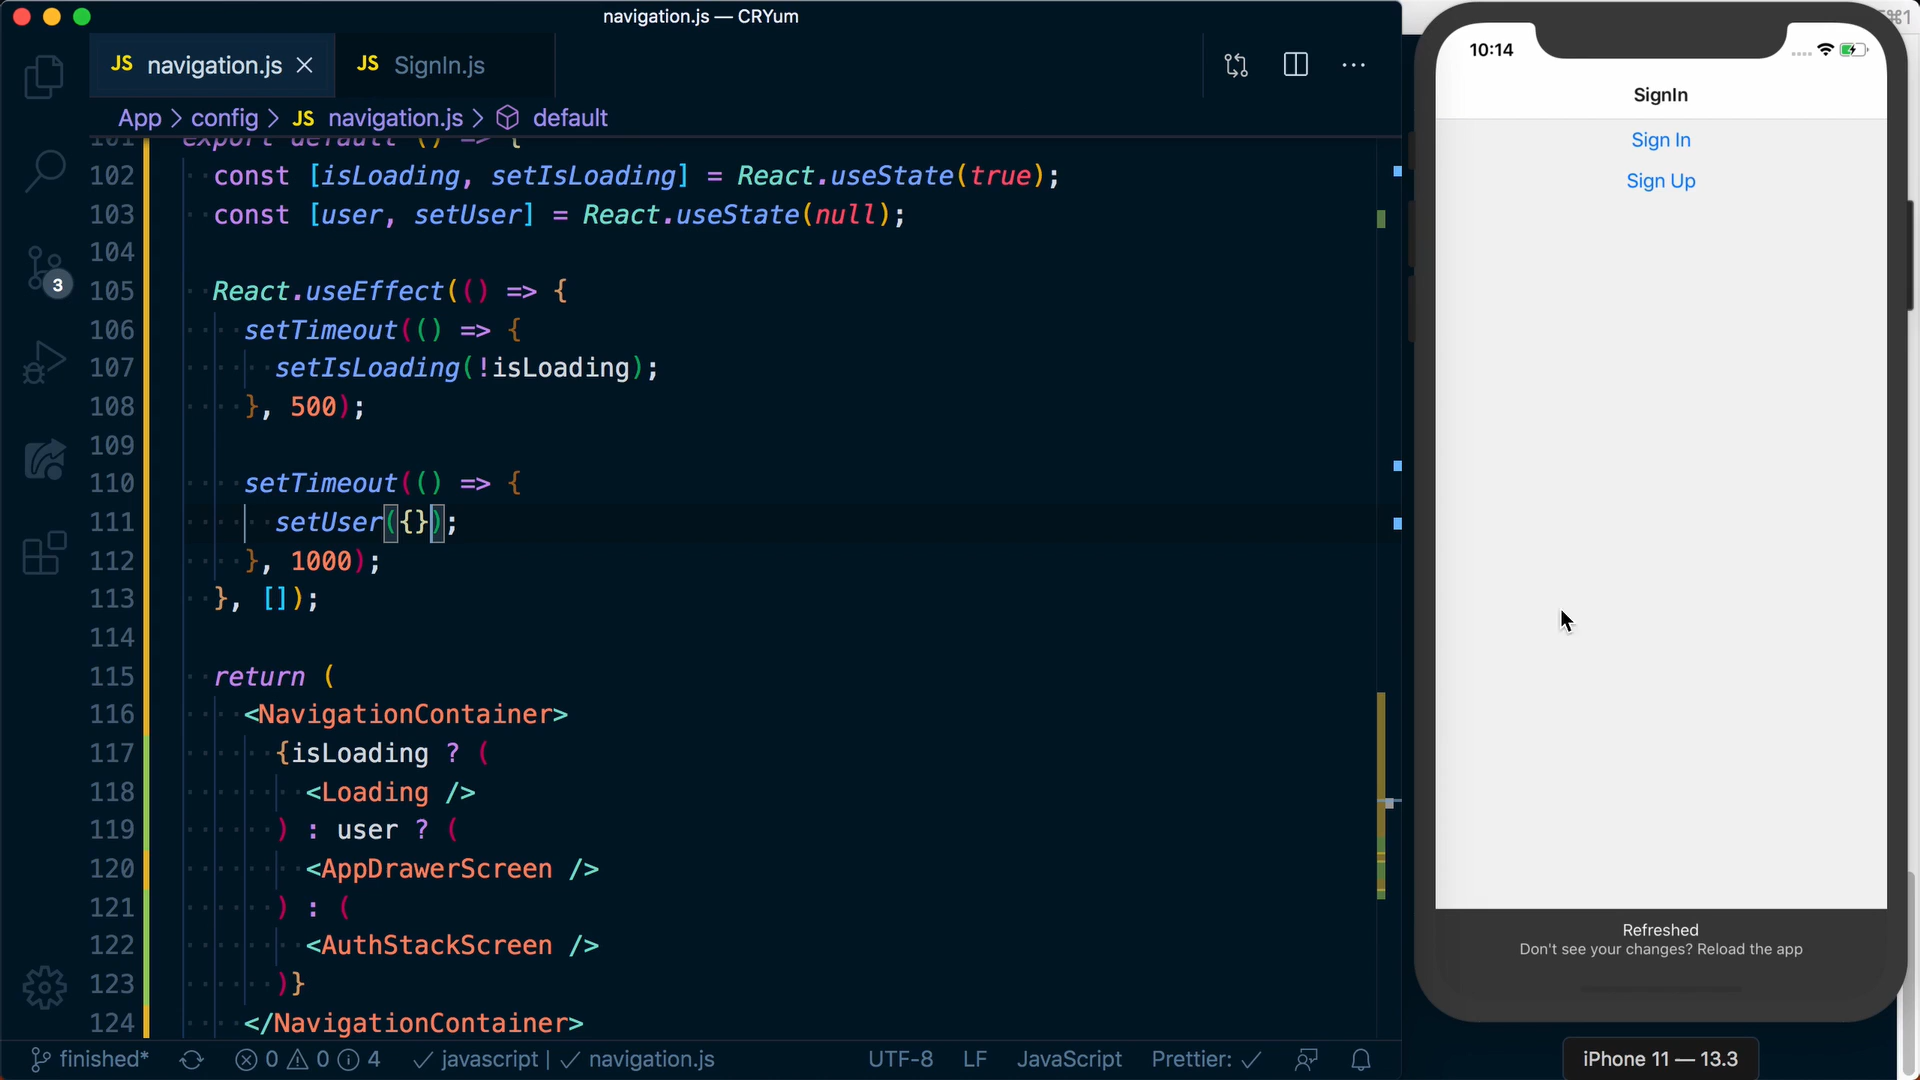 navigation.js — CRYum
⌘1
JS navigation.js
JS SignIn.js
App > config > JS navigation.js > default
101 export default () => {
102 const [isLoading, setIsLoading] = React.useState(true);
103 const [user, setUser] = React.useState(null);
104
105 React.useEffect(() => {
106 setTimeout(() => {
107 setIsLoading(!isLoading);
108 }, 500);
109
110 setTimeout(() => {
111 setUser({});
112 }, 1000);
113 }, []);
114
115 return (
116 <NavigationContainer>
117 {isLoading ? (
118 <Loading />
119 ) : user ? (
120 <AppDrawerScreen />
121 ) : (
122 <AuthStackScreen />
123 )}
124 </NavigationContainer>
3
finished* 0 0 4 javascript | navigation.js UTF-8 LF JavaScript Prettier:
10:14
SignIn
Sign In
Sign Up
Refreshed
Don't see your changes? Reload the app
iPhone 11 — 13.3